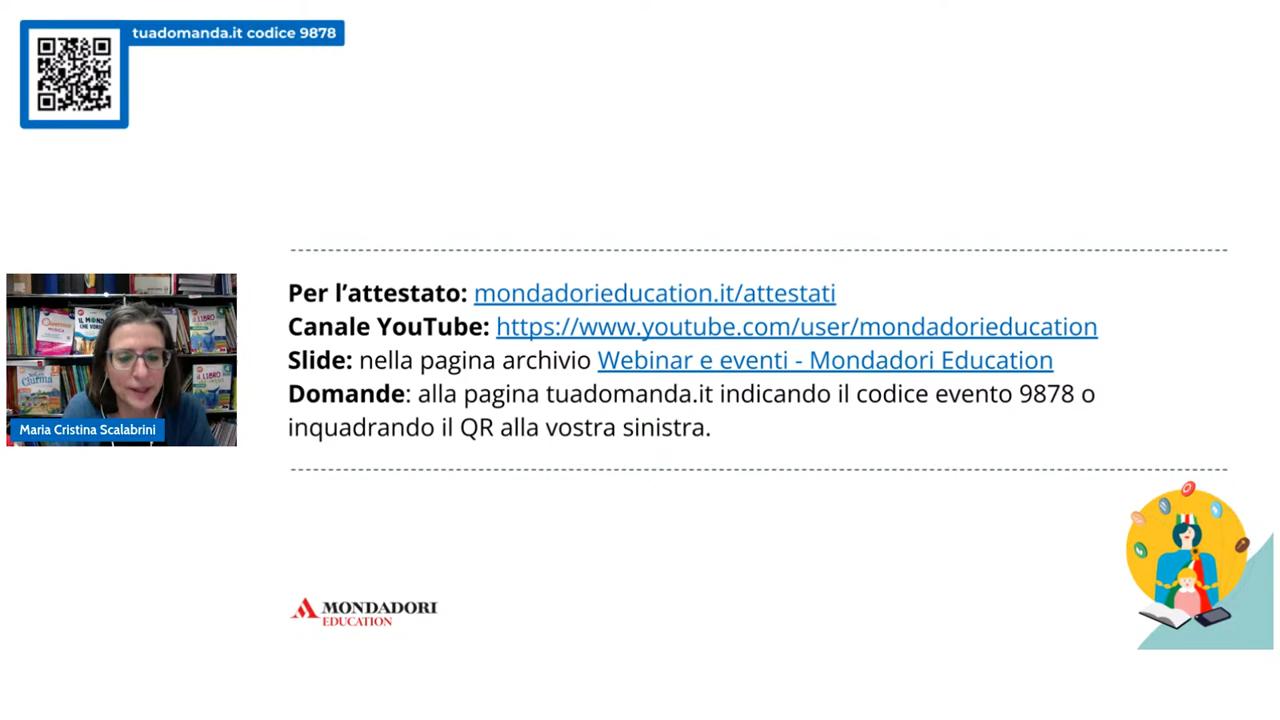 tuadomanda.it codice 9878
Per l’attestato: mondadorieducation.it/attestati
Canale YouTube: https://www.youtube.com/user/mondadorieducation
Slide: nella pagina archivio Webinar e eventi - Mondadori Education
Domande: alla pagina tuadomanda.it indicando il codice evento 9878 o
inquadrando il QR alla vostra sinistra.
Maria Cristina Scalabrini
MONDADORI
EDUCATION